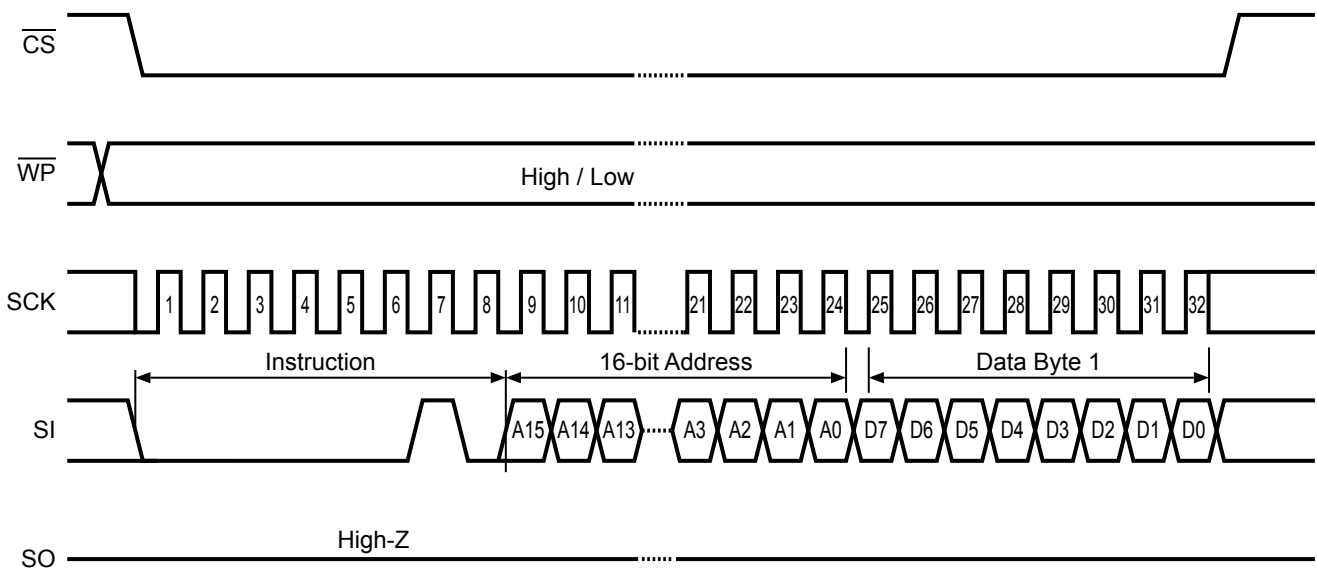 CS
WP
High / Low
SCK 1 2 3 4 5 6 7 8 9 10 11 21 22 23 24 25 26 27 28 29 30 31 32
Instruction 16-bit Address Data Byte 1
SI A15 A14 A13 A3 A2 A1 A0 D7 D6 D5 D4 D3 D2 D1 D0
High-Z
SO